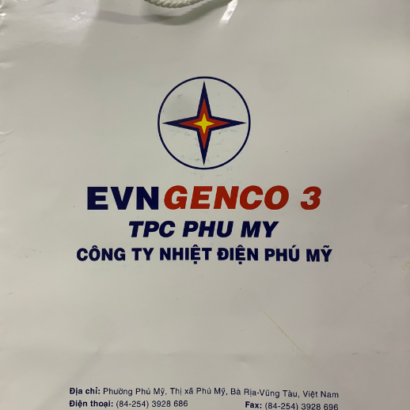 EVNGENCO 3
TPC PHU MY
CÔNG TY NHIỆT ĐIỆN PHÚ MỸ
Địa chỉ: Phường Phú Mỹ, Thị xã Phú Mỹ, Bà Rịa-Vũng Tàu, Việt Nam
Điện thoại: (84-254) 3928 686 Fax: (84-254) 3928 696